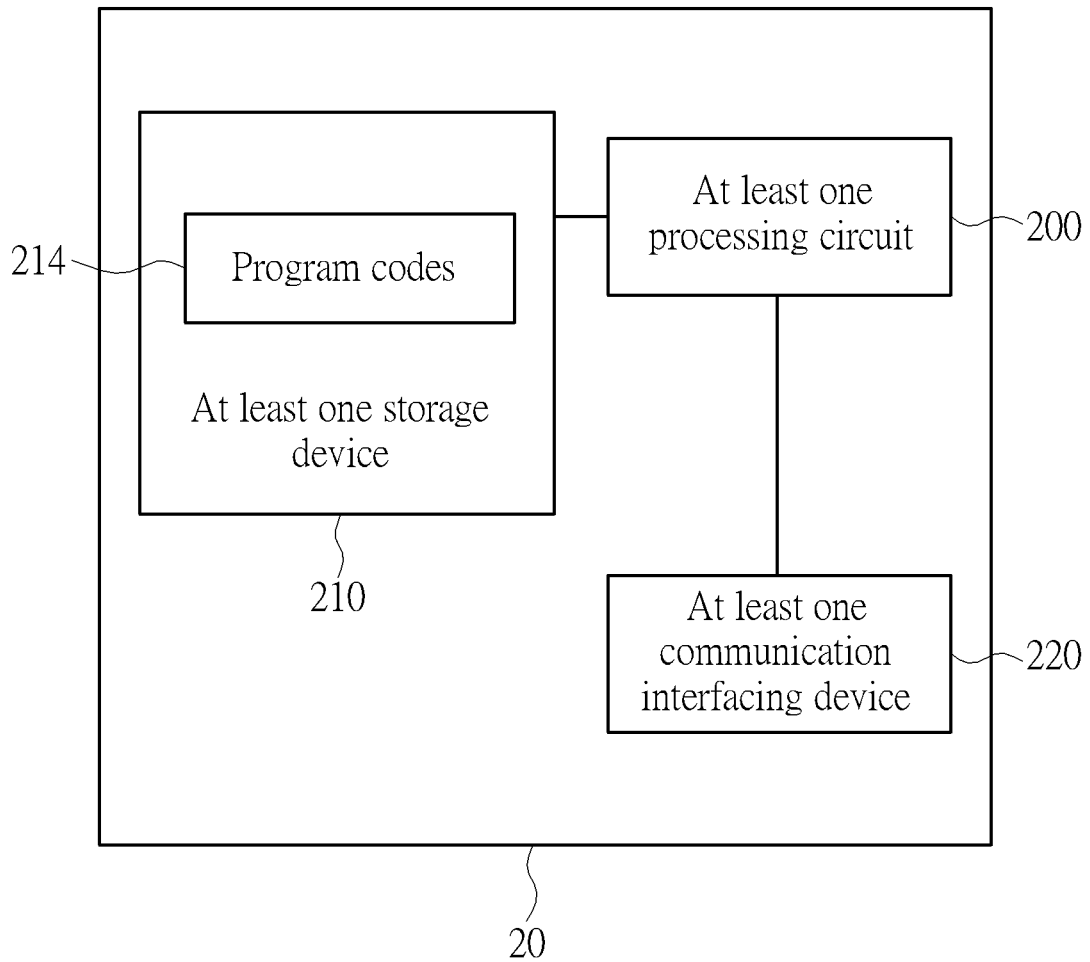 At least one
processing circuit
200
214
Program codes
At least one storage
device
210
At least one
communication
interfacing device
220
20